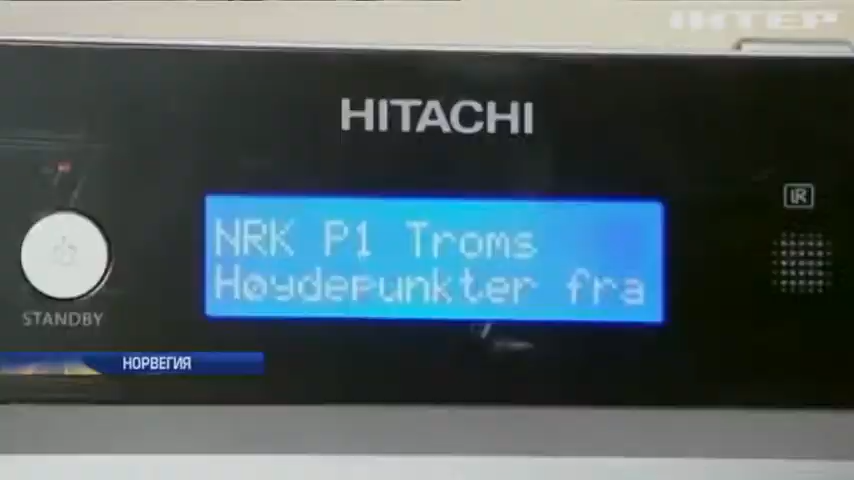 ІНТЕР
HITACHI
IR
NRK P1 Troms
Høydepunkter fra
STANDBY
НОРВЕГИЯ